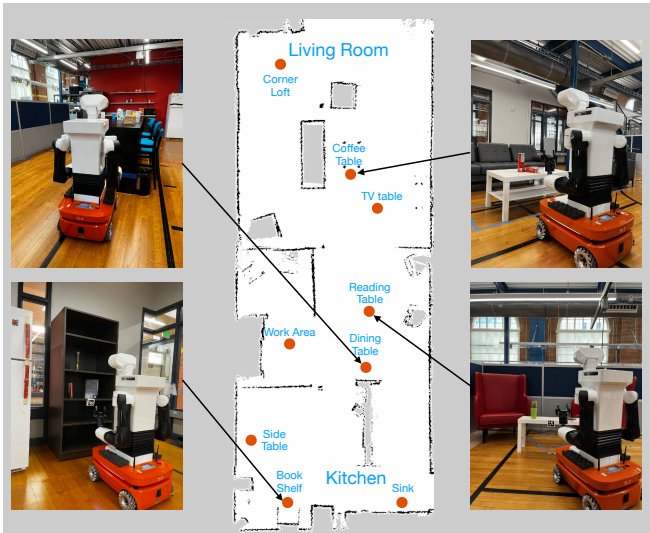 Living Room
Corner
Loft
Coffee
Table
TV table
Reading
Table
Work Area
Dining
Table
Side
Table
Book
Shelf
Kitchen
Sink